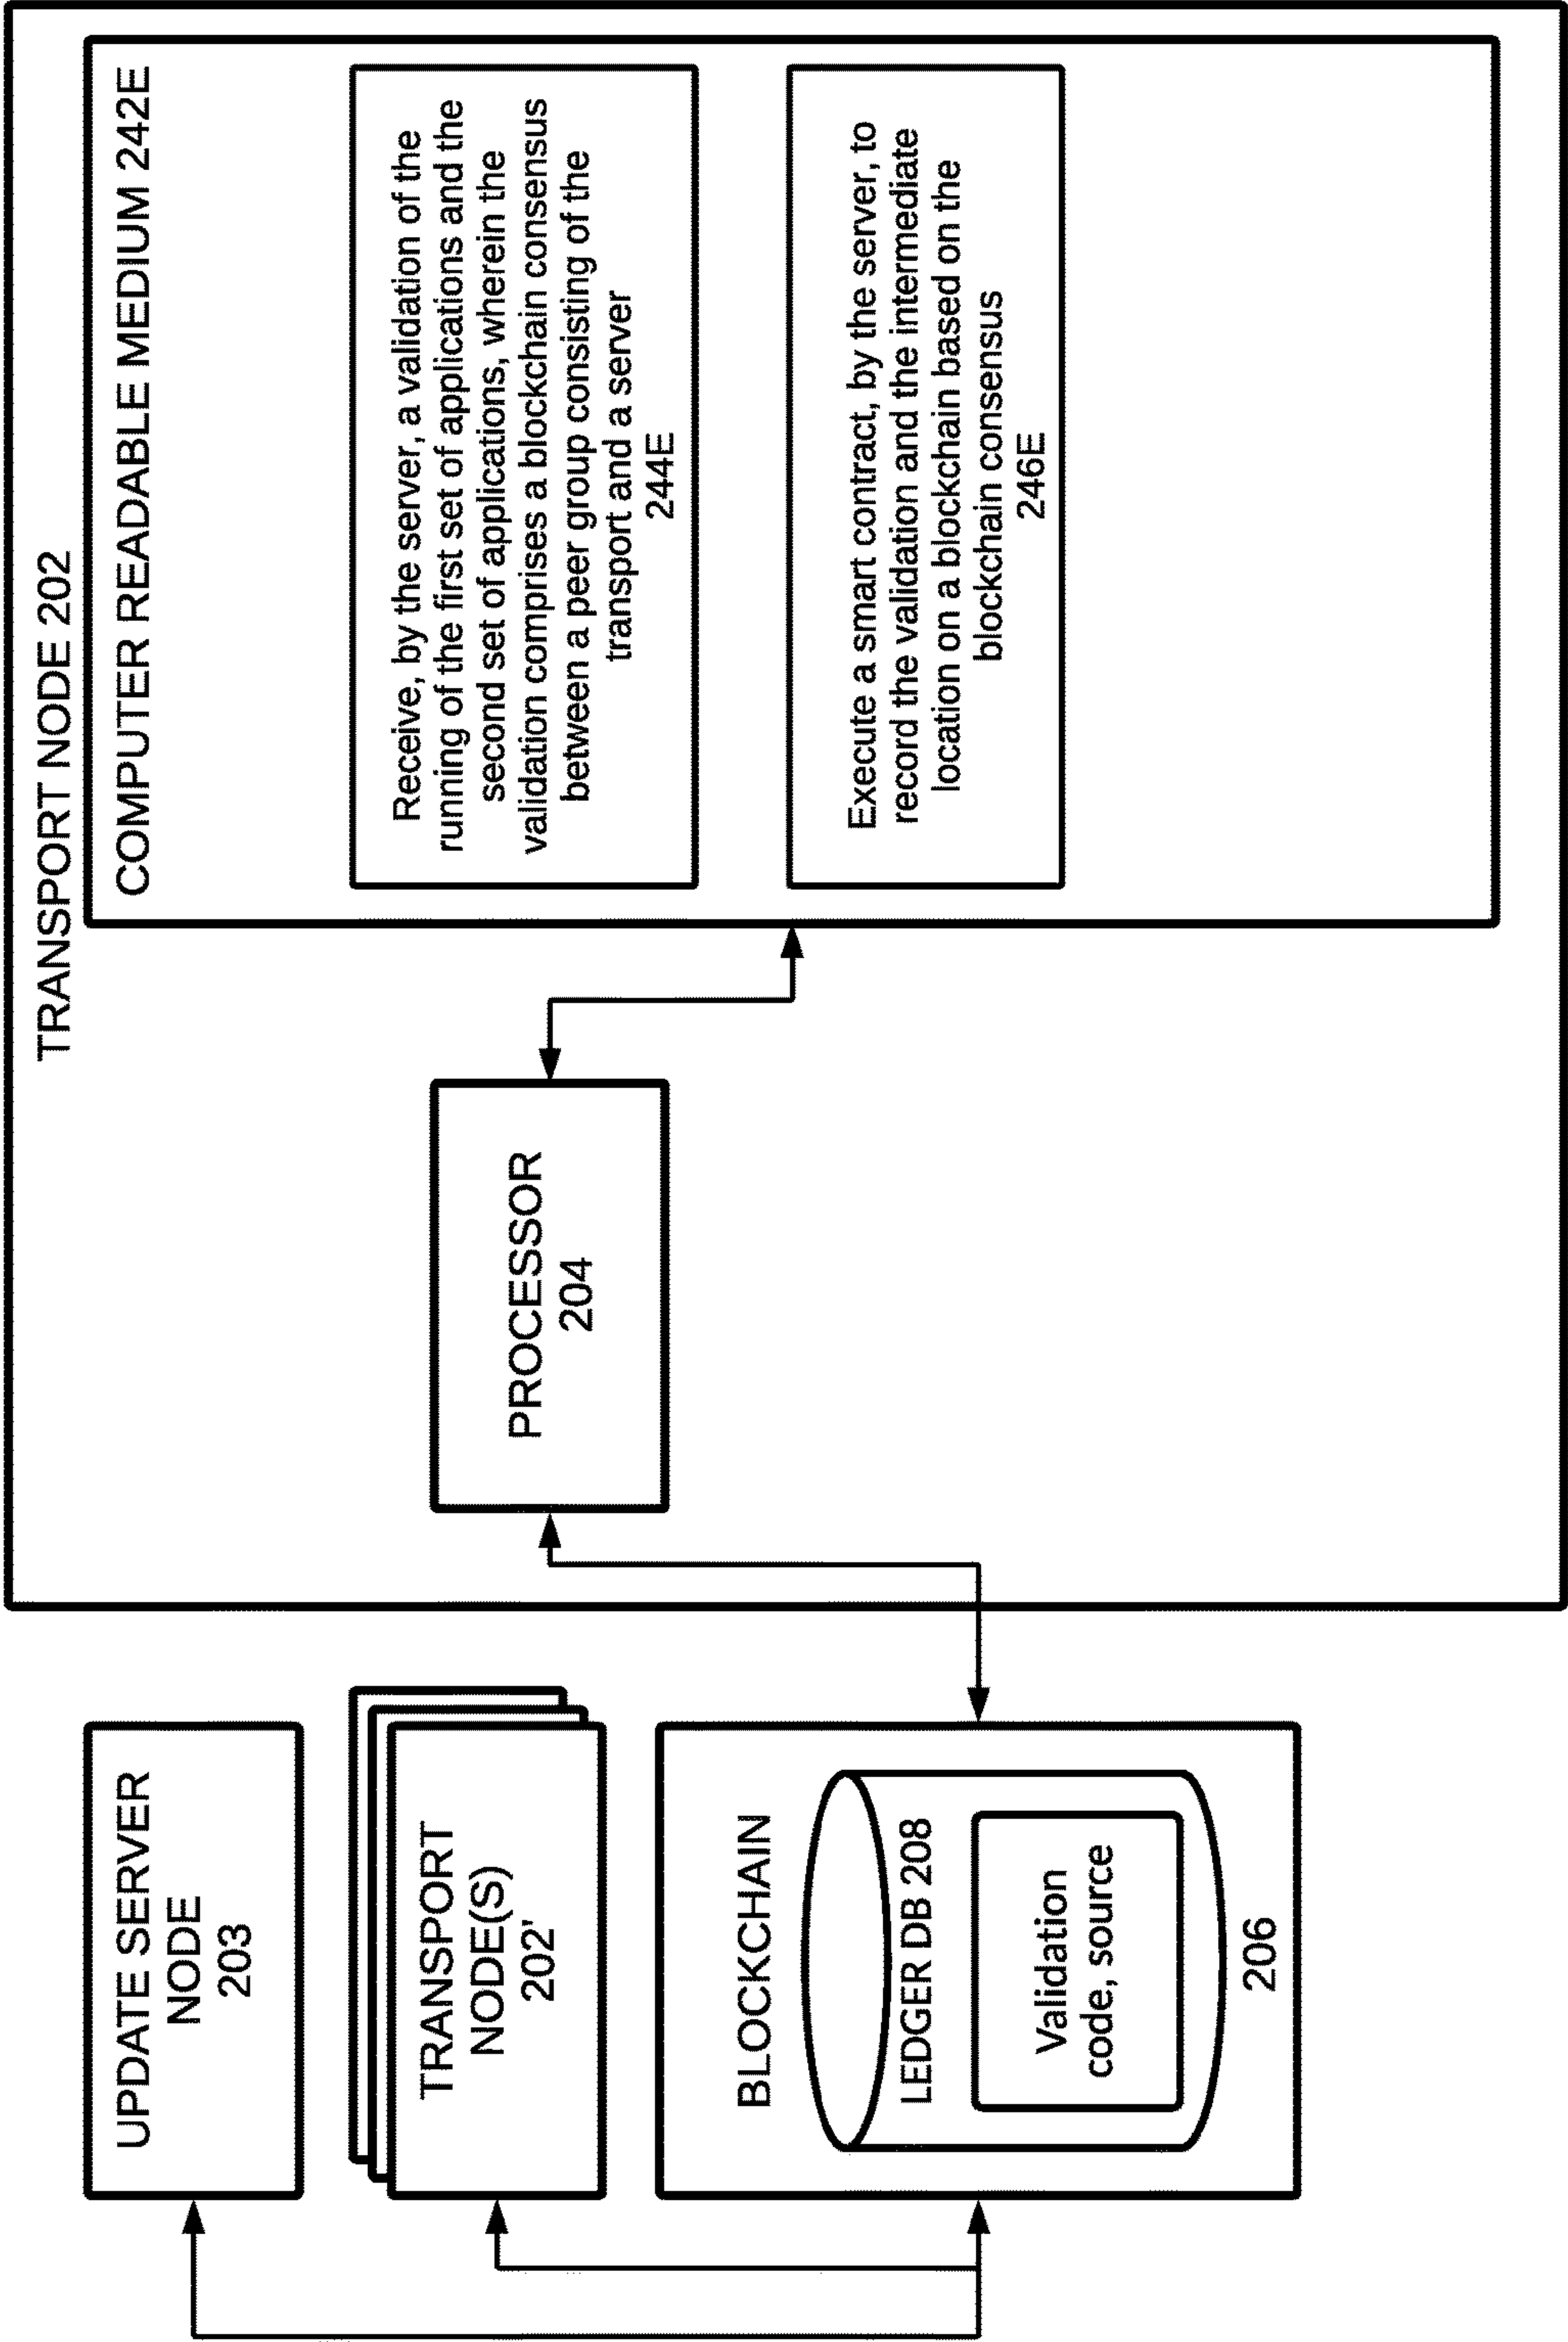 UPDATE SERVER
NODE
203
TRANSPORT
NODE(S)
202'
BLOCKCHAIN
LEDGER DB 208
Validation
code, source
206
TRANSPORT NODE 202
PROCESSOR
204
COMPUTER READABLE MEDIUM 242E
Receive, by the server, a validation of the
running of the first set of applications and the
second set of applications, wherein the
validation comprises a blockchain consensus
between a peer group consisting of the
transport and a server
244E
Execute a smart contract, by the server, to
record the validation and the intermediate
location on a blockchain based on the
blockchain consensus
246E